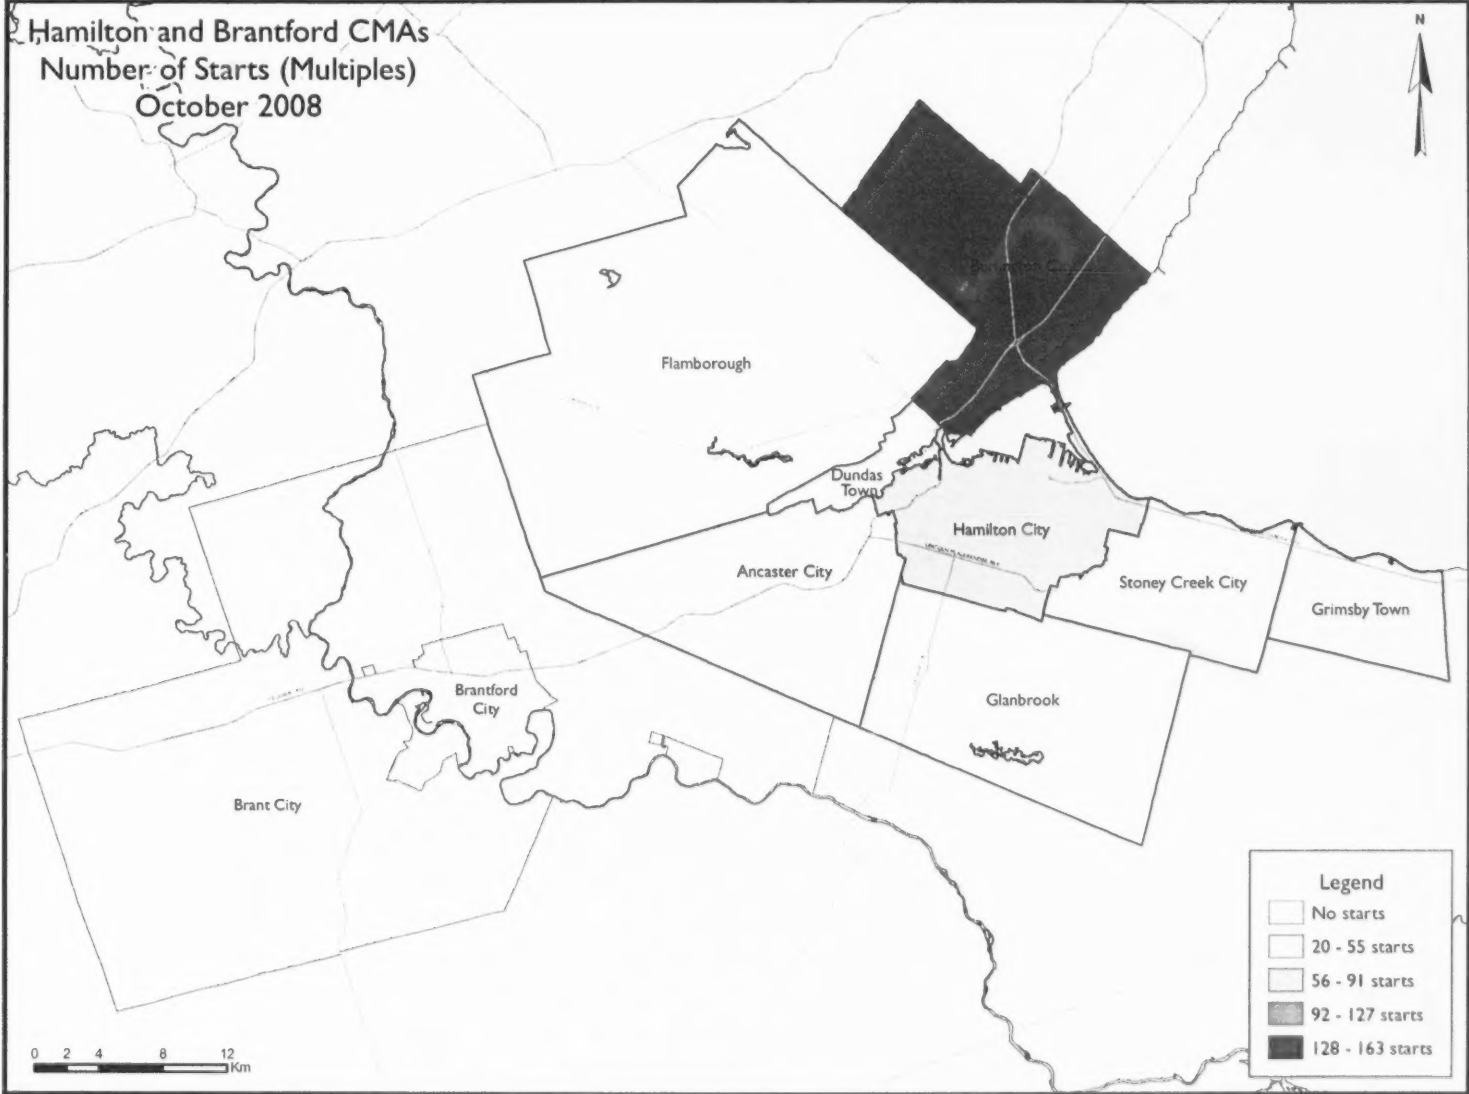 Hamilton and Brantford CMAs
Number of Starts (Multiples)
October 2008
N
Burlington City
Flamborough
Dundas
Town
Hamilton City
Ancaster City
Stoney Creek City
Grimsby Town
Brantford
City
Glanbrook
Brant City
Legend
No starts
20 - 55 starts
56 - 91 starts
92 - 127 starts
128 - 163 starts
0 2 4 8 12
Km